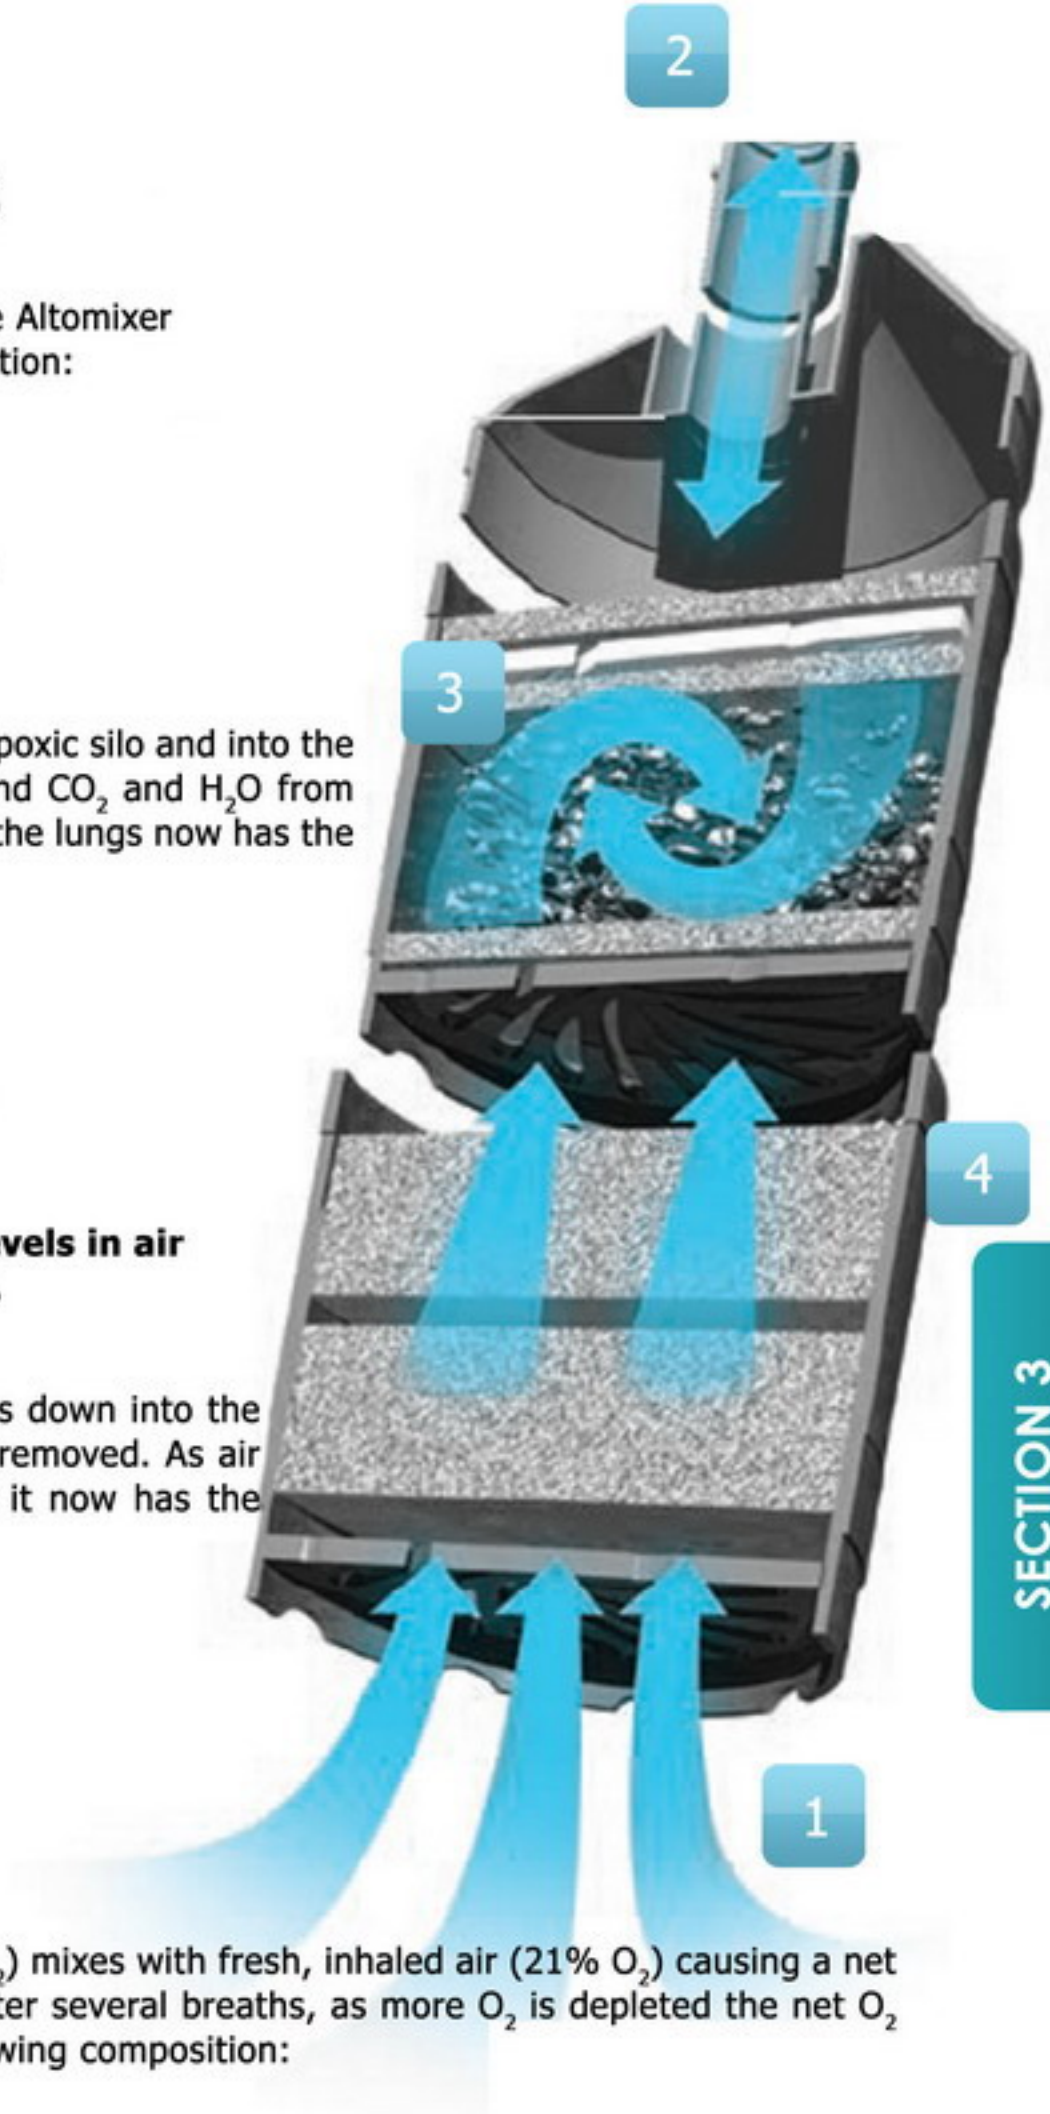 2
Altomixer
tion:
3
poxic silo and into the
nd CO₂ and H₂O from
the lungs now has the
4
vels in air
SECTION 3
s down into the
removed. As air
it now has the
1
) mixes with fresh, inhaled air (21% O₂) causing a net
ter several breaths, as more O₂ is depleted the net O₂
wing composition: